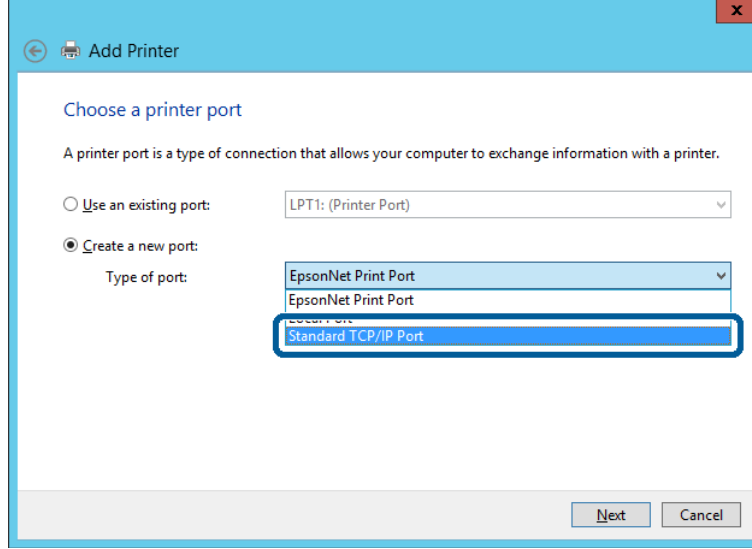 x
Add Printer
Choose a printer port
A printer port is a type of connection that allows your computer to exchange information with a printer.
Use an existing port: LPT1: (Printer Port)
Create a new port:
Type of port: EpsonNet Print Port
EpsonNet Print Port
Local Port
Standard TCP/IP Port
Next Cancel